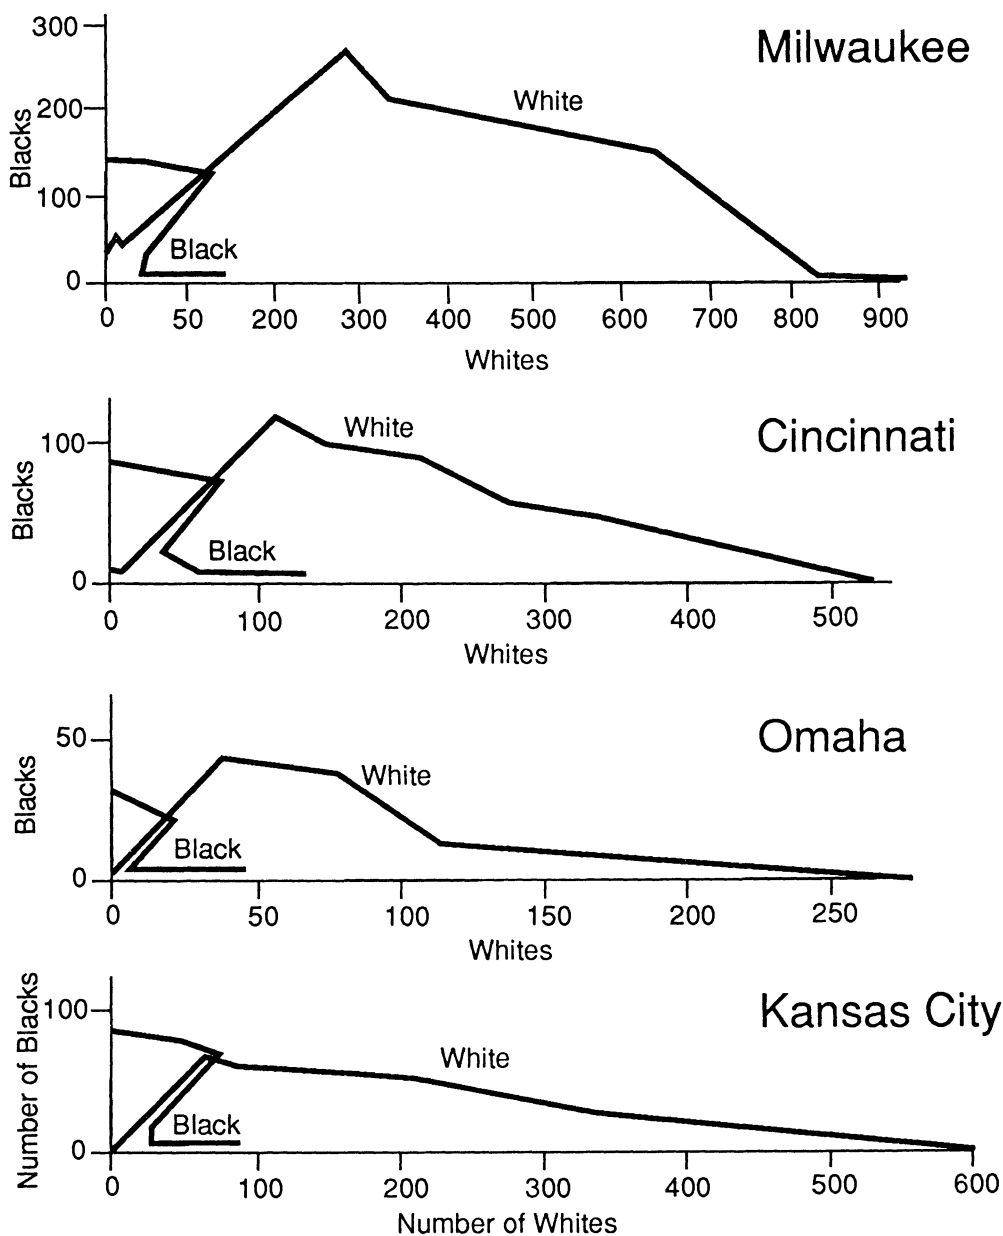 Milwaukee
300
200
100
0
Blacks
White
Black
0 50 200 300 400 500 600 700 800 900
Whites
Cincinnati
100
0
Blacks
White
Black
0 100 200 300 400 500
Whites
Omaha
50
0
Blacks
White
Black
0 50 100 150 200 250
Whites
Kansas City
100
0
Number of Blacks
White
Black
0 100 200 300 400 500 600
Number of Whites